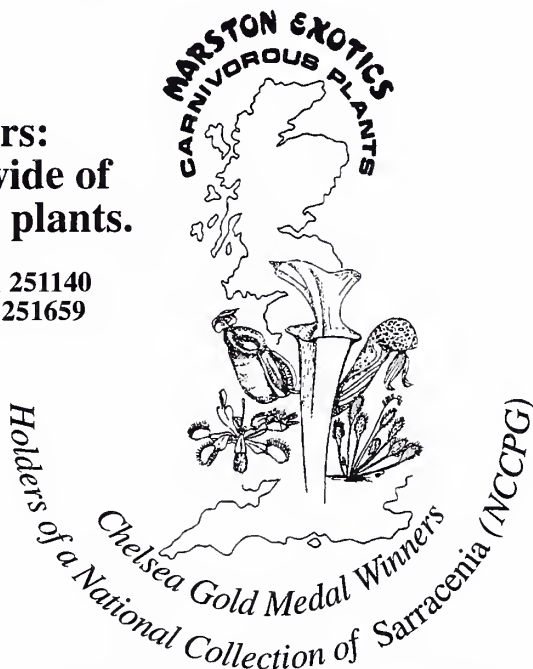 MARSTON EXOTICS
CARNIVOROUS PLANTS
rs:
vide of
plants.
251140
251659
Chelsea Gold Medal Winners
Holders of a National Collection of Sarracenia (NCCPG)